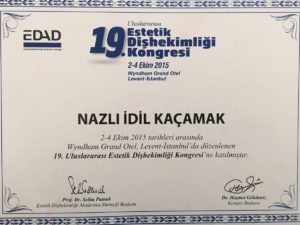 EDAD
Uluslararası
19. Estetik
Dişhekimliği
Kongresi
2-4 Ekim 2015
Wyndham Grand Otel
Levent-İstanbul
NAZLI İDİL KAÇAMAK
2-4 Ekim 2015 tarihleri arasında
Wyndham Grand Otel, Levent-İstanbul'da düzenlenen
19. Uluslararası Estetik Dişhekimliği Kongresi'ne katılmıştır.
Prof. Dr. Selim Pamuk
Estetik Dişhekimliği Akademisi Derneği Başkanı
Dr.
Kongre Başkanı